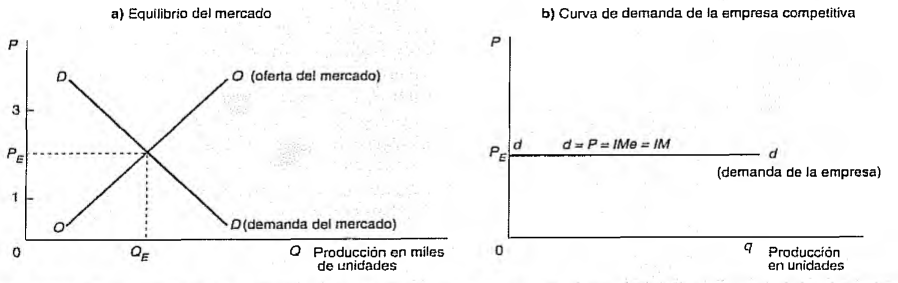 a) Equilibrio del mercado
P
D
O (oferta del mercado)
3
P_E
1
O
D (demanda del mercado)
0
Q_E
Q Producción en miles
de unidades
b) Curva de demanda de la empresa competitiva
P
P_E
d
d = P = IMe = IM
d
(demanda de la empresa)
0
q Producción
en unidades